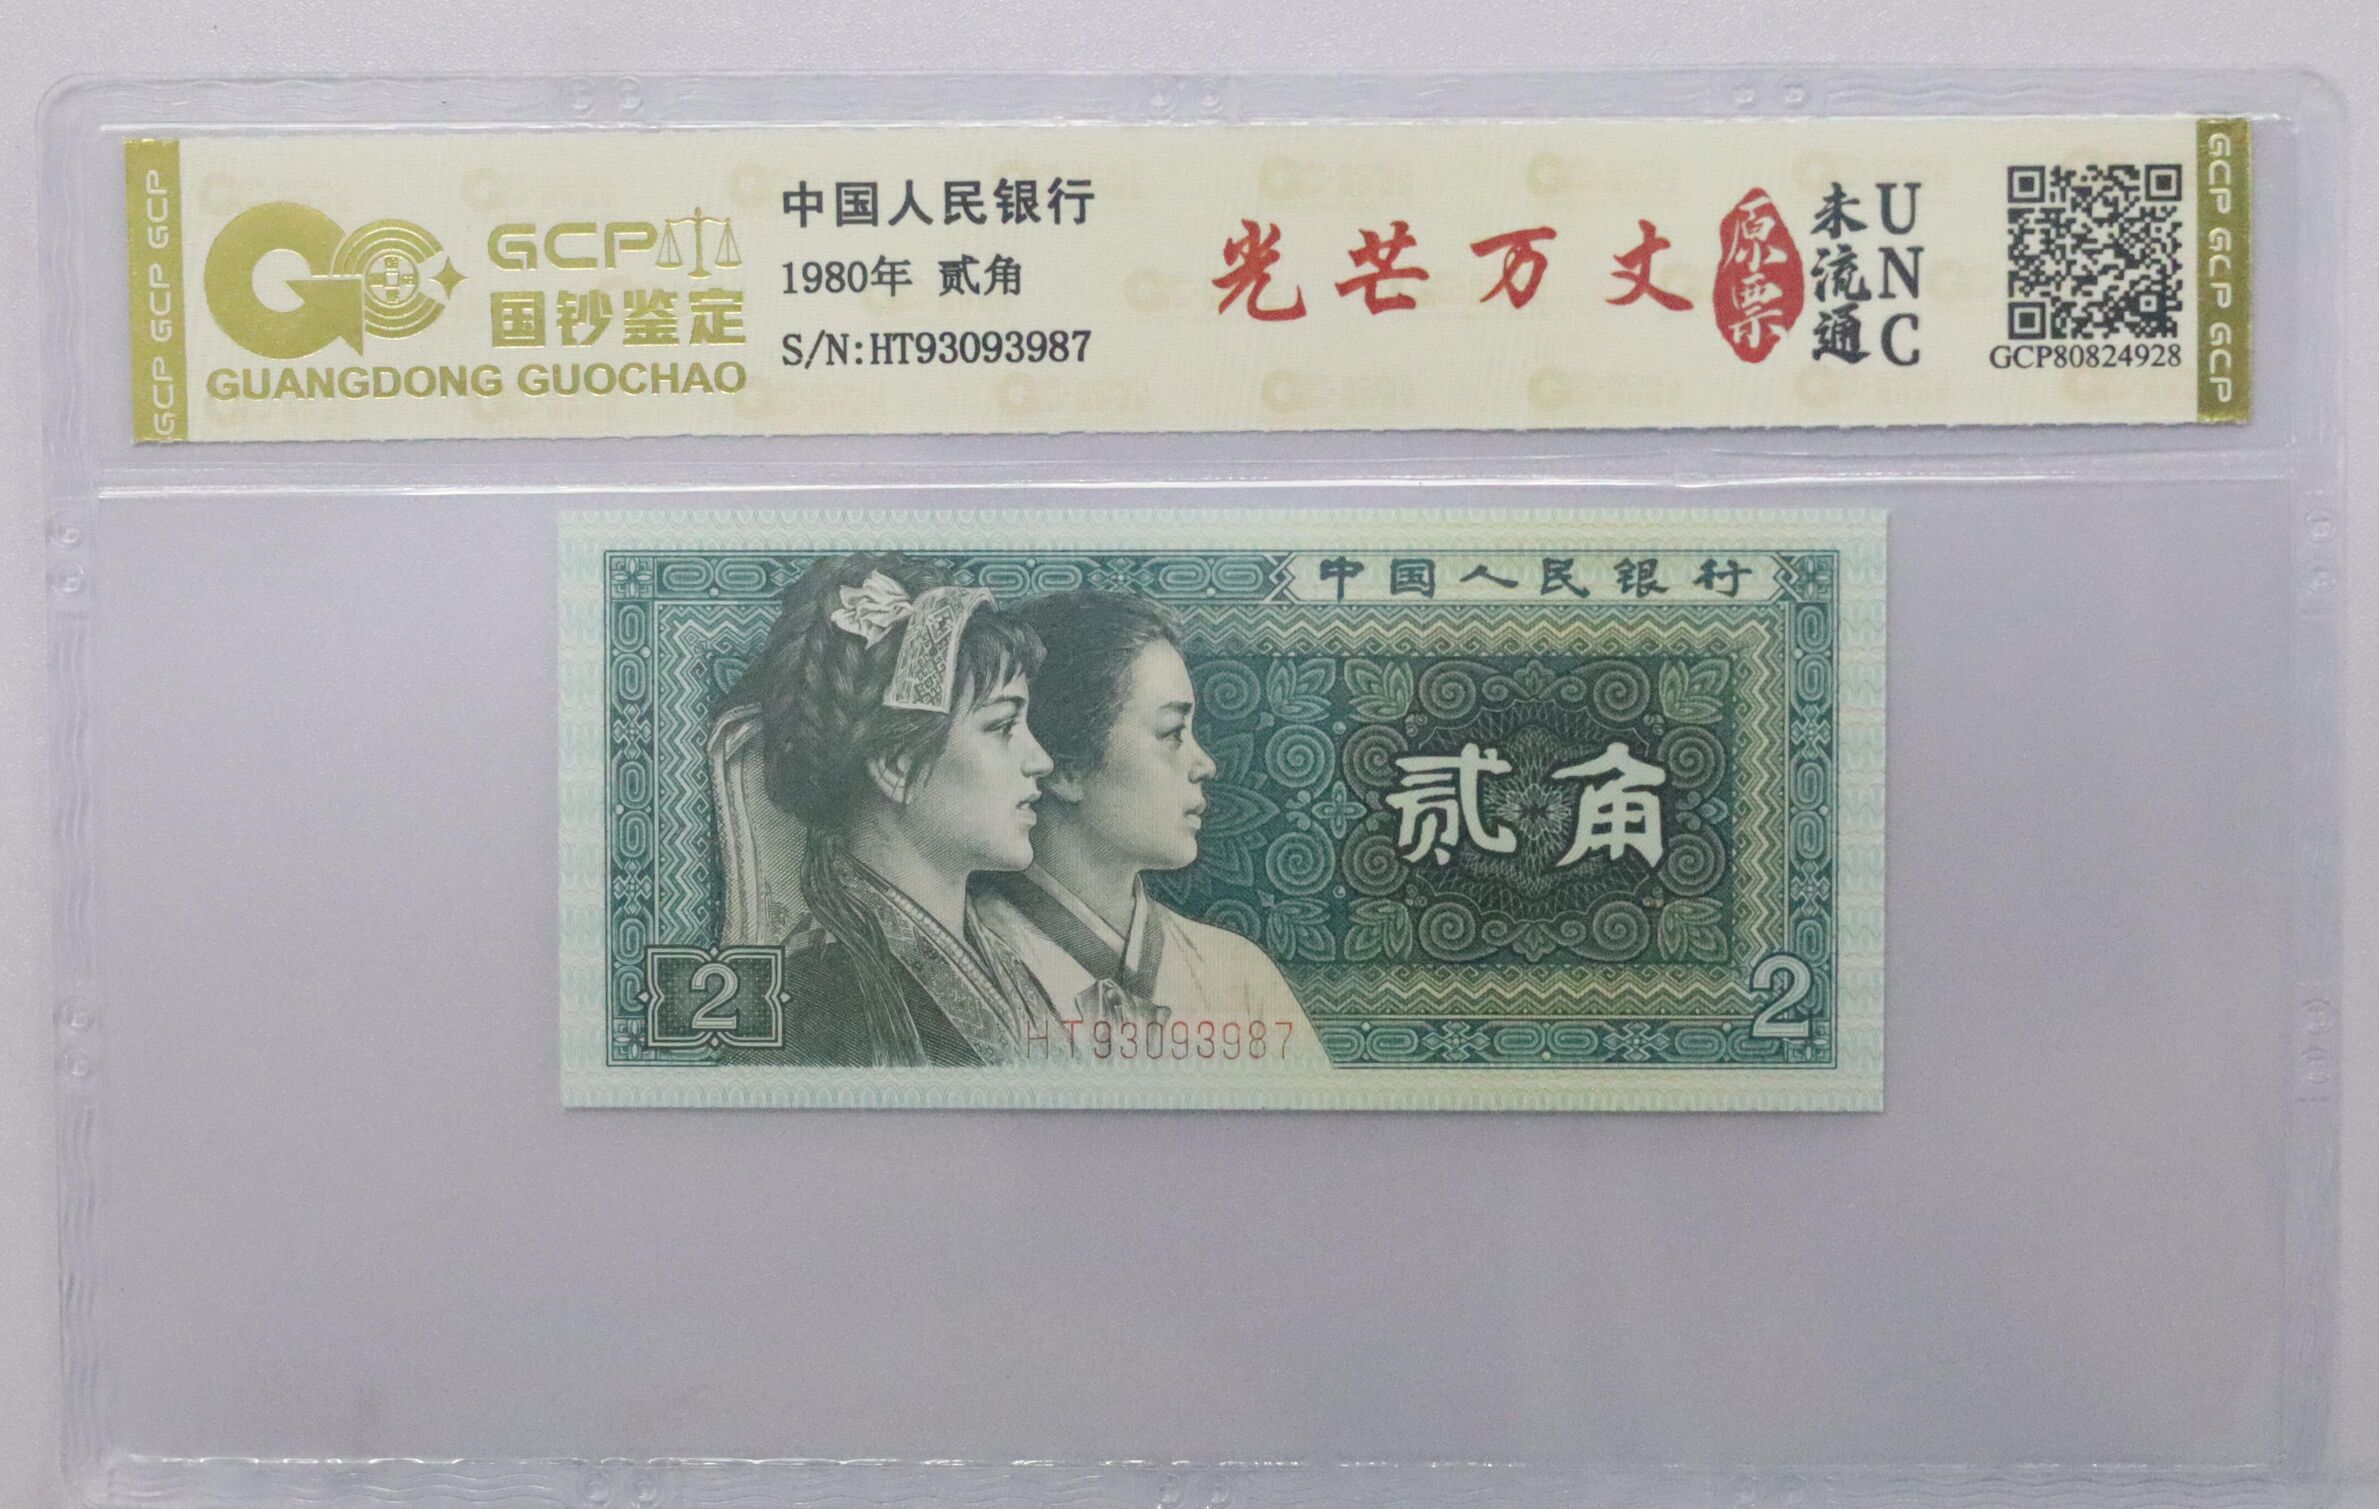 GCP GCP GCP GCP
GCP
国钞鉴定
GUANGDONG GUOCHAO
中国人民银行
1980年 贰角
S/N:HT93093987
光芒万丈
原票
未流通
UNC
GCP80824928
GCP GCP GCP GCP
中国人民银行
贰角
2
2
HT93093987